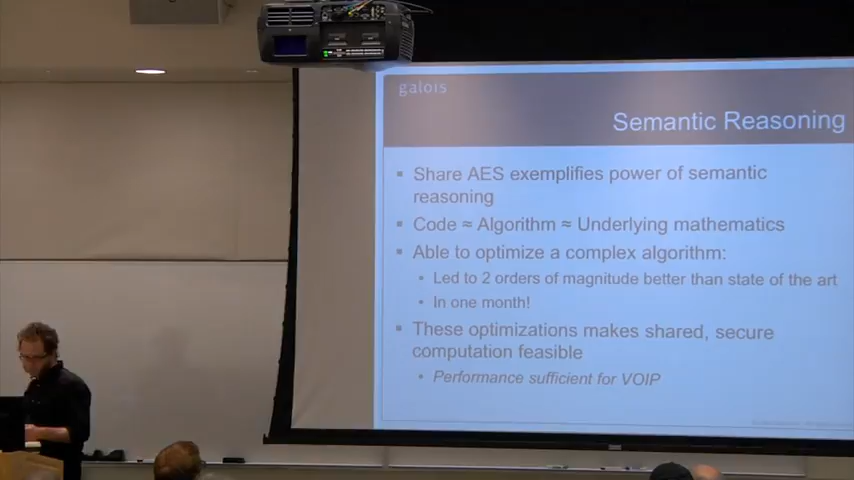 galois
Semantic Reasoning
Share AES exemplifies power of semantic
reasoning
Code ≈ Algorithm ≈ Underlying mathematics
Able to optimize a complex algorithm:
Led to 2 orders of magnitude better than state of the art
In one month!
These optimizations makes shared, secure
computation feasible
Performance sufficient for VOIP